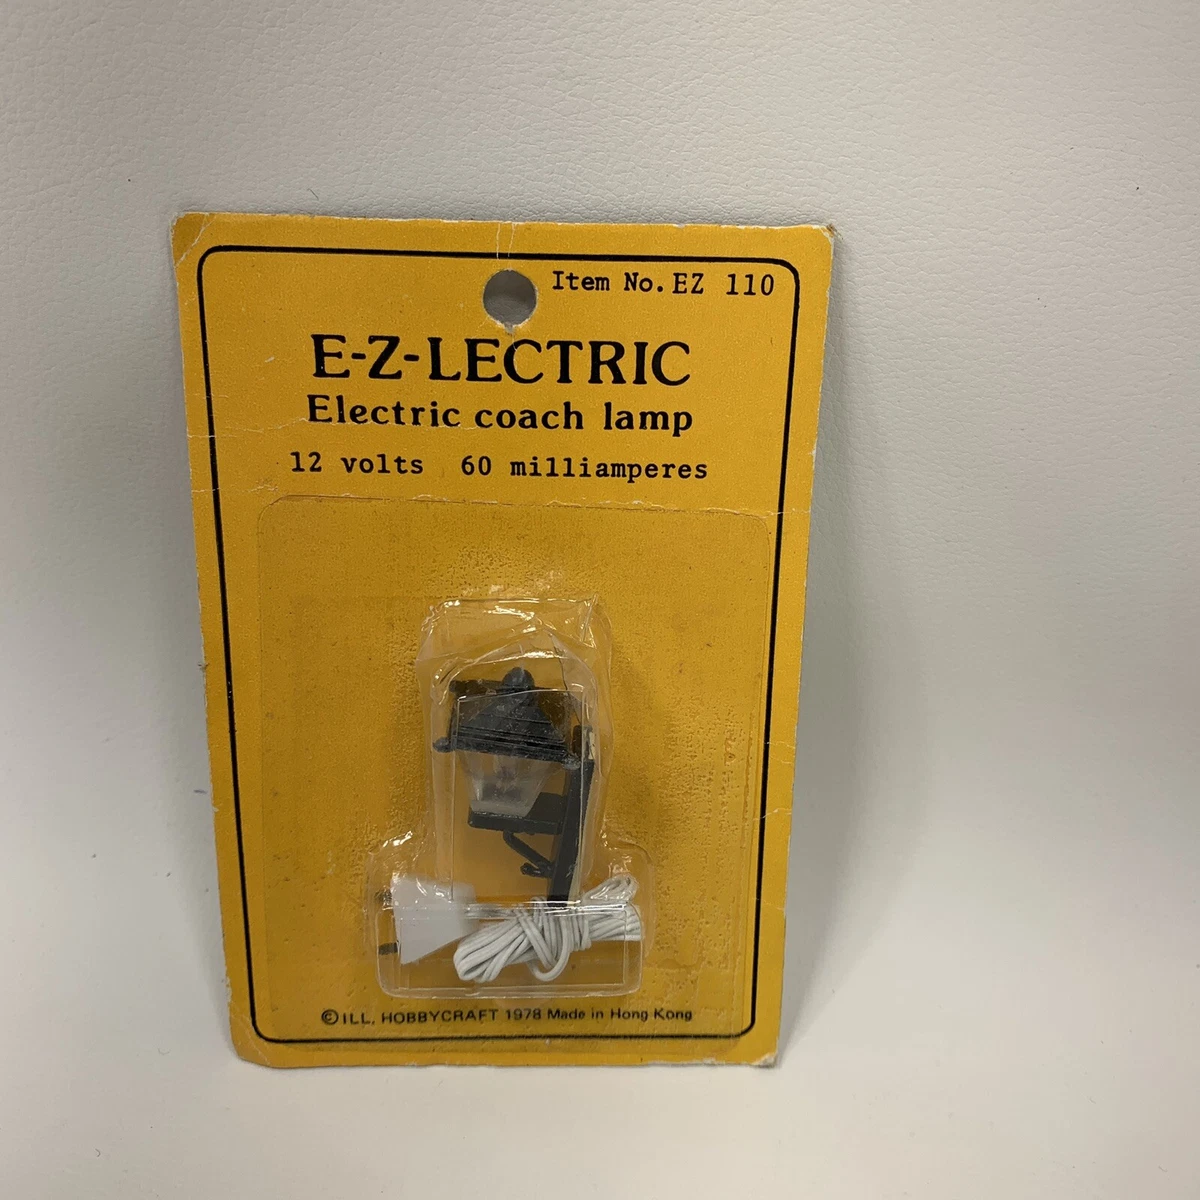 Item No. EZ 110
E-Z-LECTRIC
Electric coach lamp
12 volts 60 milliamperes
©ILL. HOBBYCRAFT 1978 Made in Hong Kong